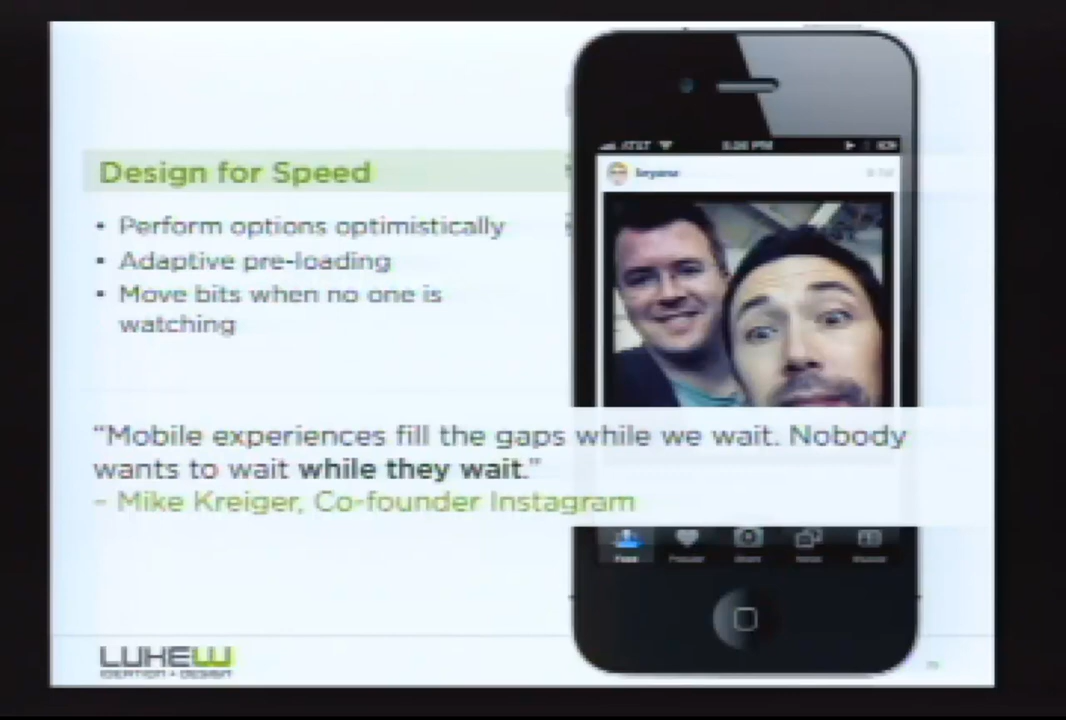 Design for Speed
• Perform options optimistically
• Adaptive pre-loading
• Move bits when no one is
watching
"Mobile experiences fill the gaps while we wait. Nobody
wants to wait while they wait."
– Mike Kreiger, Co-founder Instagram
AT&T
bryana
LUKEW
IDEATION + DESIGN